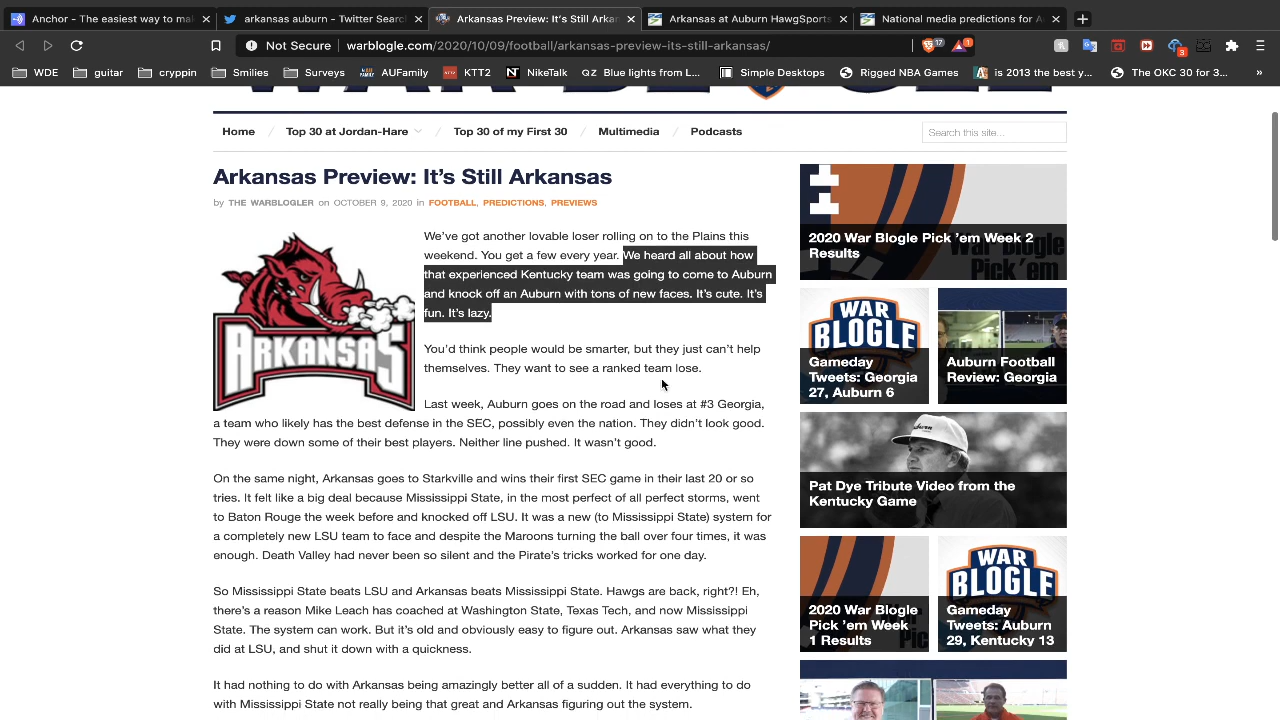 Anchor - The easiest way to mal
arkansas auburn - Twitter Searc
Arkansas Preview: It's Still Arkan
Arkansas at Auburn HawgSports
National media predictions for A
Not Secure
warblogle.com/2020/10/09/football/arkansas-preview-its-still-arkansas/
17
1
3
WDE
guitar
cryppin
Smilies
Surveys
AUFamily
KTT2
NikeTalk
QZ Blue lights from L...
Simple Desktops
Rigged NBA Games
is 2013 the best y...
The OKC 30 for 3...
»
Home / Top 30 at Jordan-Hare / Top 30 of my First 30 / Multimedia / Podcasts
Search this site...
Arkansas Preview: It's Still Arkansas
by THE WARBLOGLER on OCTOBER 9, 2020 in FOOTBALL, PREDICTIONS, PREVIEWS
ARKANSAS
We've got another lovable loser rolling on to the Plains this
weekend. You get a few every year. We heard all about how
that experienced Kentucky team was going to come to Auburn
and knock off an Auburn with tons of new faces. It's cute. It's
fun. It's lazy.
You'd think people would be smarter, but they just can't help
themselves. They want to see a ranked team lose.
Last week, Auburn goes on the road and loses at #3 Georgia,
a team who likely has the best defense in the SEC, possibly even the nation. They didn't look good.
They were down some of their best players. Neither line pushed. It wasn't good.
On the same night, Arkansas goes to Starkville and wins their first SEC game in their last 20 or so
tries. It felt like a big deal because Mississippi State, in the most perfect of all perfect storms, went
to Baton Rouge the week before and knocked off LSU. It was a new (to Mississippi State) system for
a completely new LSU team to face and despite the Maroons turning the ball over four times, it was
enough. Death Valley had never been so silent and the Pirate's tricks worked for one day.
So Mississippi State beats LSU and Arkansas beats Mississippi State. Hawgs are back, right?! Eh,
there's a reason Mike Leach has coached at Washington State, Texas Tech, and now Mississippi
State. The system can work. But it's old and obviously easy to figure out. Arkansas saw what they
did at LSU, and shut it down with a quickness.
It had nothing to do with Arkansas being amazingly better all of a sudden. It had everything to do
with Mississippi State not really being that great and Arkansas figuring out the system.
2020 War Blogle Pick 'em Week 2
Results
WAR
BLOGLE
Gameday
Tweets: Georgia
27, Auburn 6
Auburn Football
Review: Georgia
Auburn
Pat Dye Tribute Video from the
Kentucky Game
2020 War Blogle
Pick 'em Week
1 Results
WAR
BLOGLE
Gameday
Tweets: Auburn
29, Kentucky 13